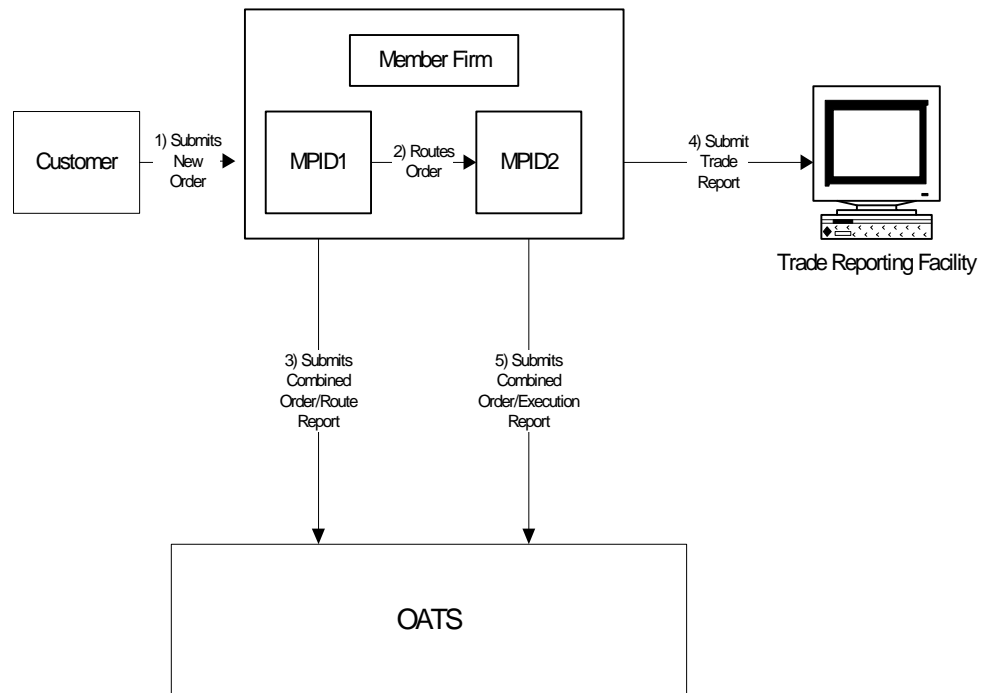 Member Firm
Customer
1) Submits
New
Order
MPID1
2) Routes
Order
MPID2
4) Submit
Trade
Report
Trade Reporting Facility
3) Submits
Combined
Order/Route
Report
5) Submits
Combined
Order/Execution
Report
OATS